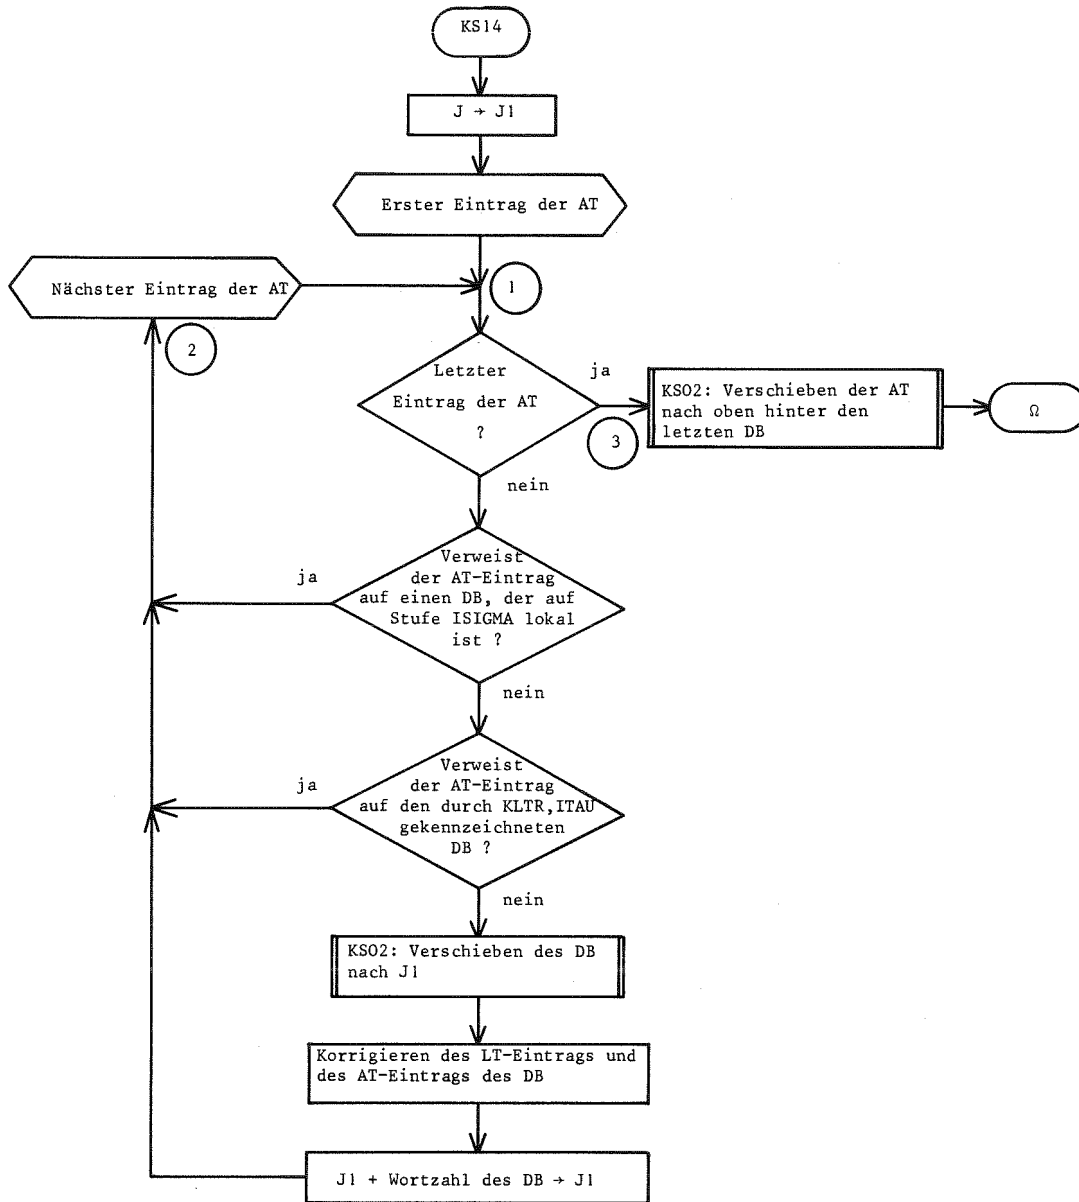 KS14
J → J1
Erster Eintrag der AT
Nächster Eintrag der AT
1
2
Letzter
Eintrag der AT
?
ja
3
KSO2: Verschieben der AT
nach oben hinter den
letzten DB
Ω
nein
Verweist
der AT-Eintrag
auf einen DB, der auf
Stufe ISIGMA lokal
ist ?
ja
nein
Verweist
der AT-Eintrag
auf den durch KLTR,ITAU
gekennzeichneten
DB ?
ja
nein
KSO2: Verschieben des DB
nach J1
Korrigieren des LT-Eintrags und
des AT-Eintrags des DB
J1 + Wortzahl des DB → J1